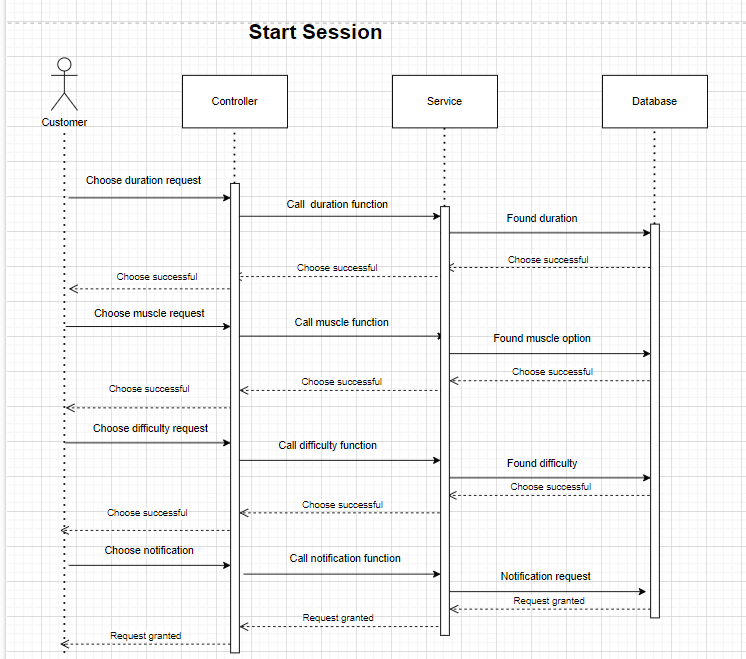 Start Session
Customer
Controller
Service
Database
Choose duration request
Call duration function
Found duration
Choose successful
Choose successful
Choose successful
Choose muscle request
Call muscle function
Found muscle option
Choose successful
Choose successful
Choose successful
Choose difficulty request
Call difficulty function
Found difficulty
Choose successful
Choose successful
Choose successful
Choose notification
Call notification function
Notification request
Request granted
Request granted
Request granted